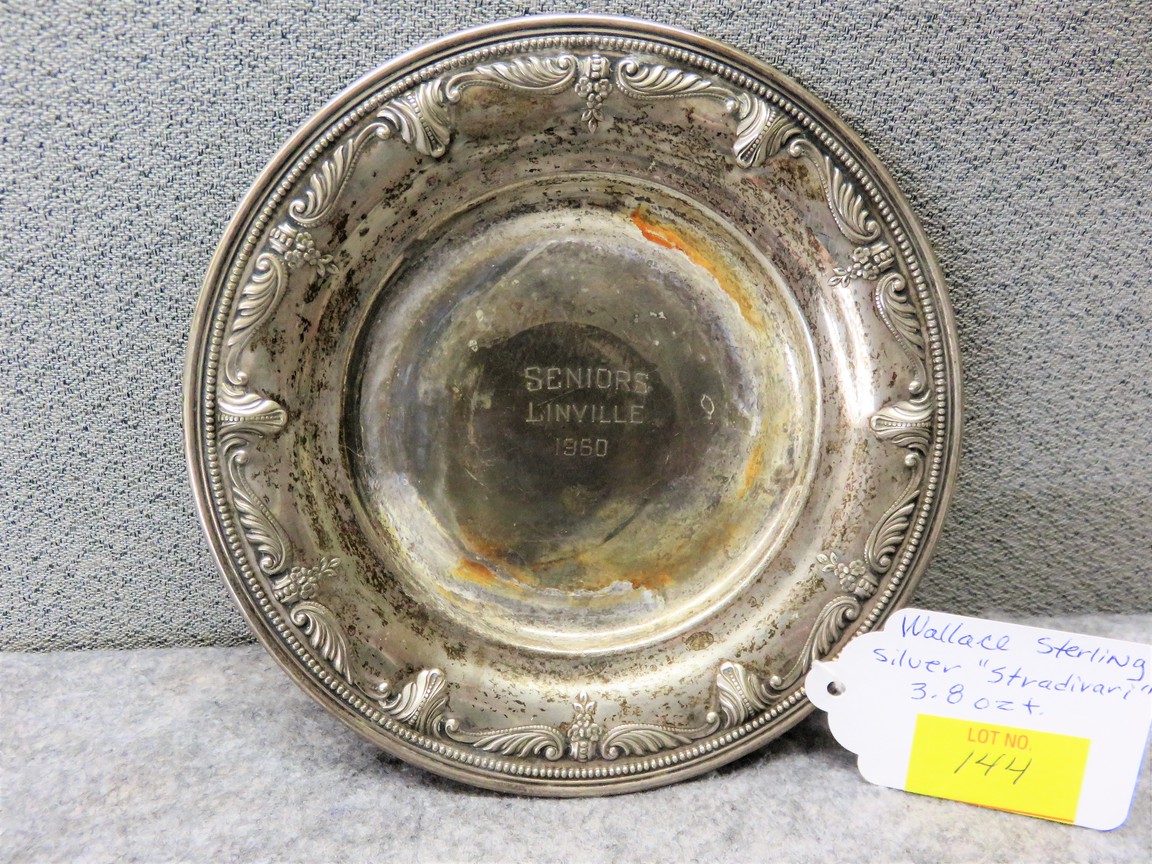 SENIORS
LINVILLE
1960
Wallace Sterling
silver "Stradivari"
3.8 ozt.
LOT NO.
144